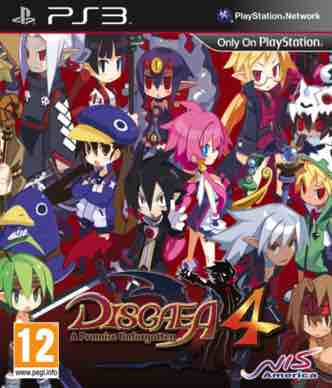 PS3
PlayStation®Network
Only On PlayStation®
DISGAEA 4
A Promise Unforgotten
12
www.pegi.info
NIS
America